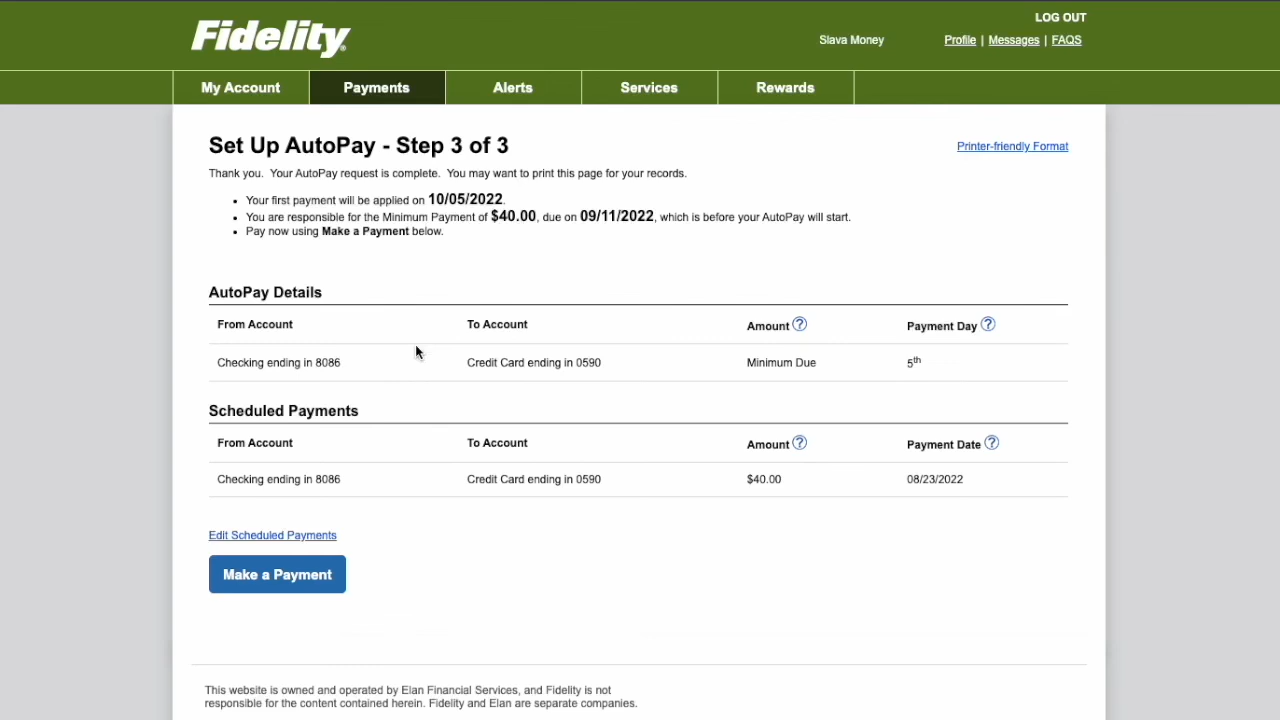 LOG OUT
Fidelity
Slava Money Profile | Messages | FAQS
My Account Payments Alerts Services Rewards
Set Up AutoPay - Step 3 of 3
Printer-friendly Format
Thank you. Your AutoPay request is complete. You may want to print this page for your records.
• Your first payment will be applied on 10/05/2022.
• You are responsible for the Minimum Payment of $40.00, due on 09/11/2022, which is before your AutoPay will start.
• Pay now using Make a Payment below.
AutoPay Details
From Account To Account Amount ? Payment Day ?
Checking ending in 8086 Credit Card ending in 0590 Minimum Due 5th
Scheduled Payments
From Account To Account Amount ? Payment Date ?
Checking ending in 8086 Credit Card ending in 0590 $40.00 08/23/2022
Edit Scheduled Payments
Make a Payment
This website is owned and operated by Elan Financial Services, and Fidelity is not
responsible for the content contained herein. Fidelity and Elan are separate companies.